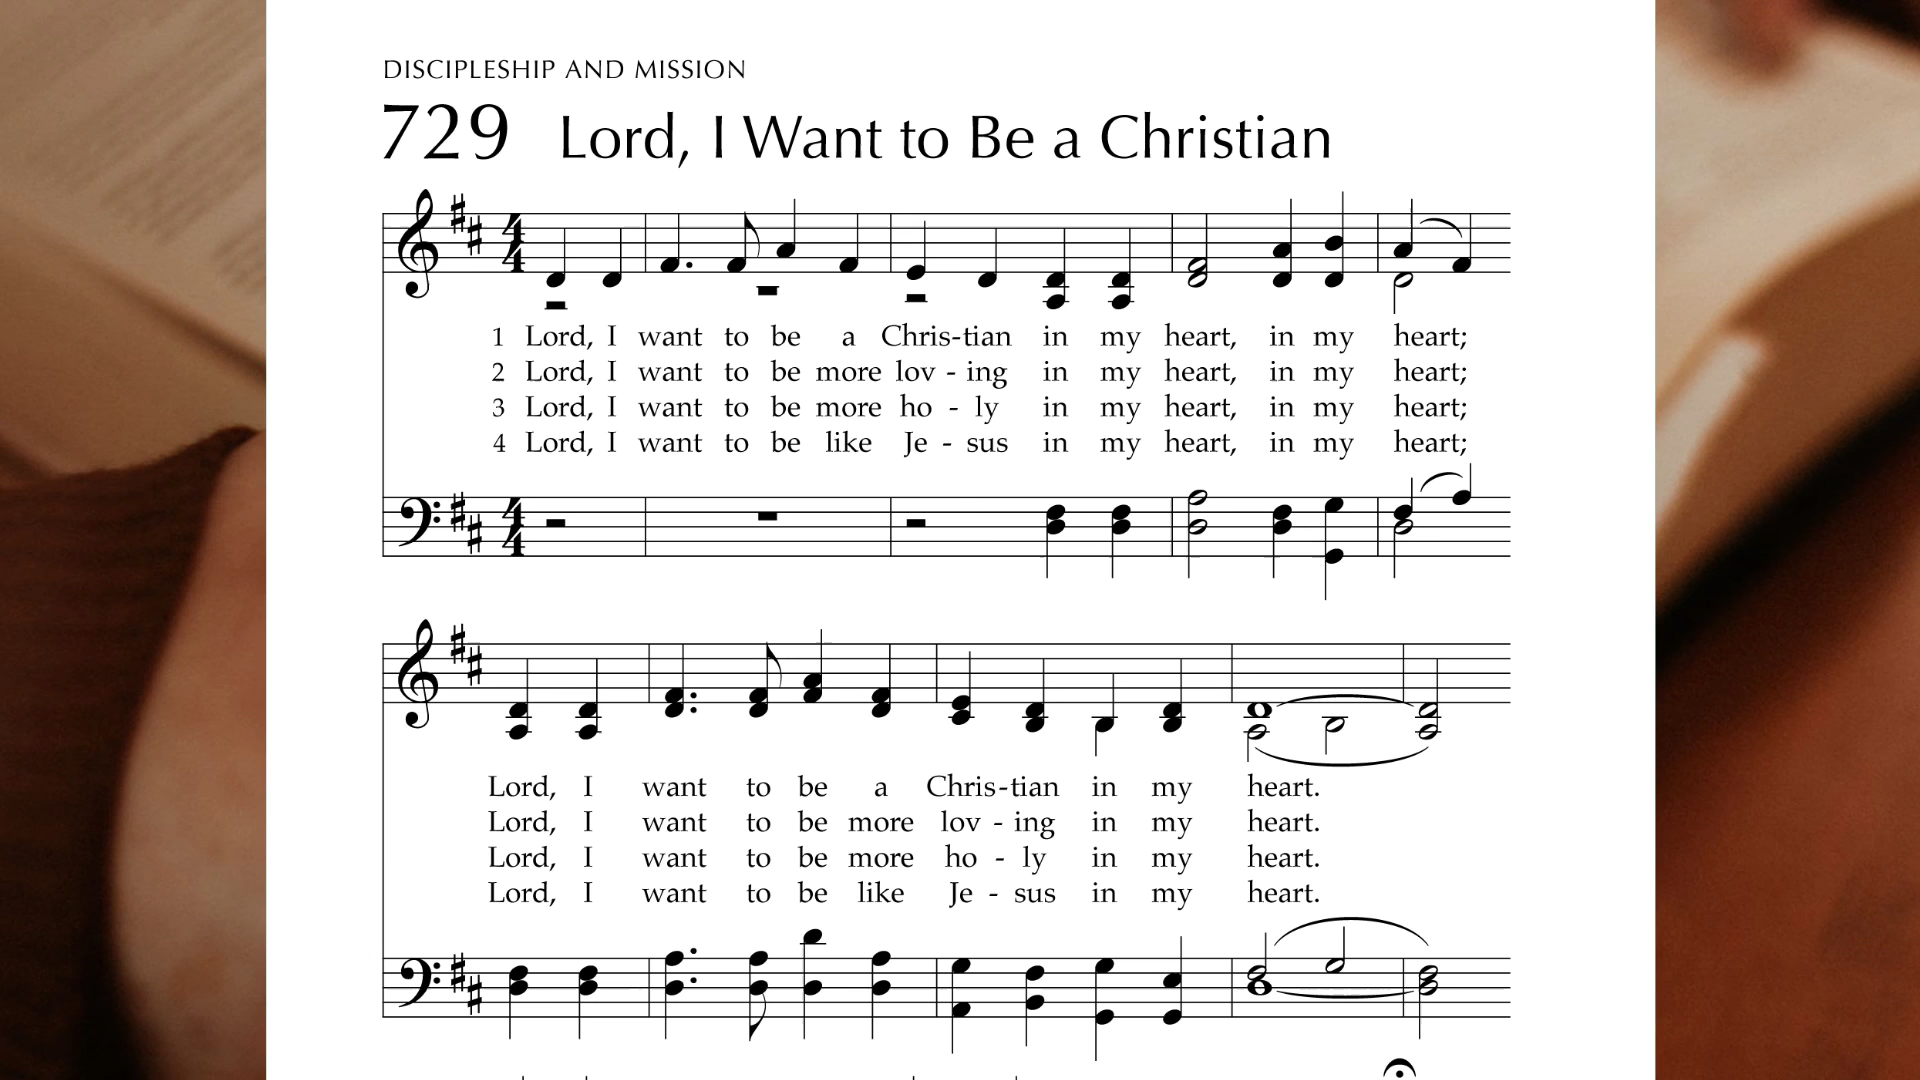 DISCIPLESHIP AND MISSION
729 Lord, I Want to Be a Christian
4
4
1 Lord, I want to be a Chris-tian in my heart, in my heart;
2 Lord, I want to be more lov - ing in my heart, in my heart;
3 Lord, I want to be more ho - ly in my heart, in my heart;
4 Lord, I want to be like Je - sus in my heart, in my heart;
4
4
Lord, I want to be a Chris-tian in my heart.
Lord, I want to be more lov - ing in my heart.
Lord, I want to be more ho - ly in my heart.
Lord, I want to be like Je - sus in my heart.